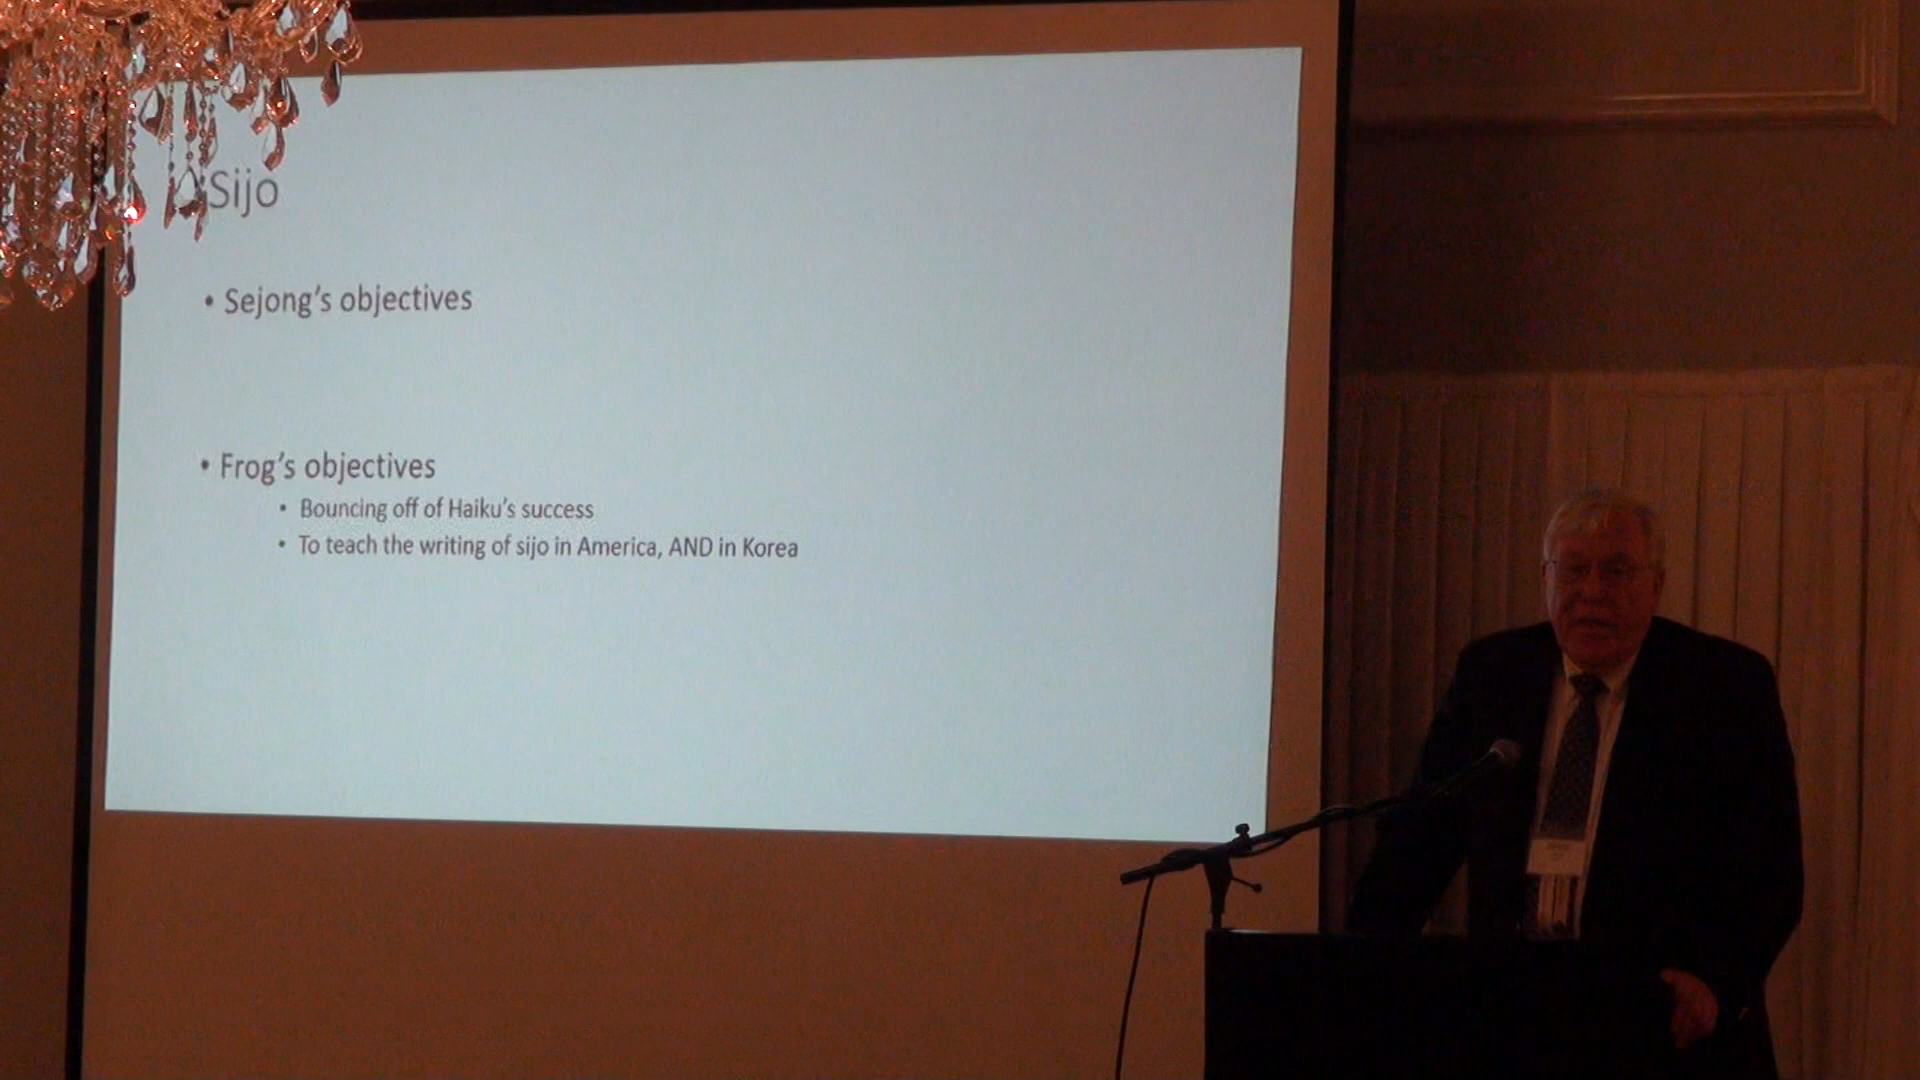 Sijo
• Sejong's objectives
• Frog's objectives
• Bouncing off of Haiku's success
• To teach the writing of sijo in America, AND in Korea